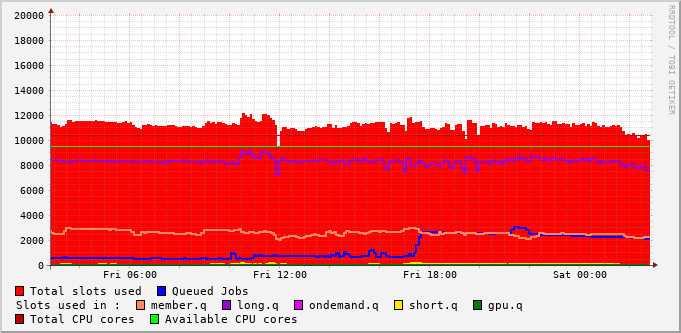 20000
18000
16000
14000
12000
10000
8000
6000
4000
2000
0
Fri 06:00 Fri 12:00 Fri 18:00 Sat 00:00
Total slots used Queued Jobs
Slots used in : member.q long.q ondemand.q short.q gpu.q
Total CPU cores Available CPU cores
RRDTOOL / TOBI OETIKER